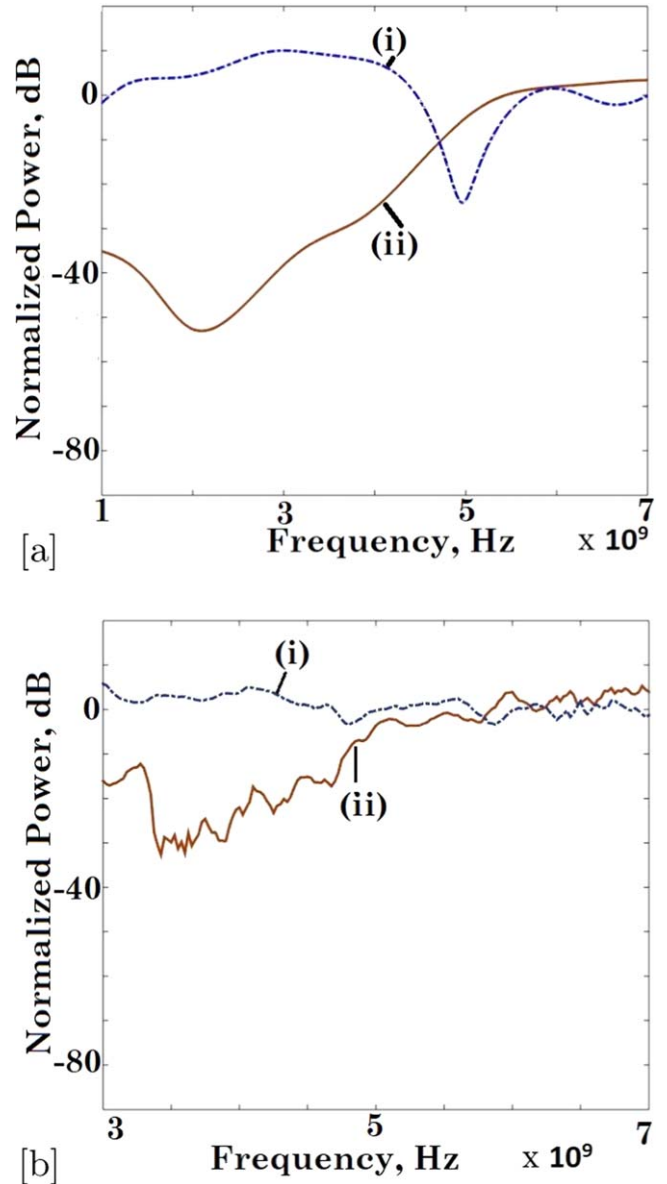 (i)
0
(ii)
-40
-80
Normalized Power, dB
1 3 5 7
Frequency, Hz x 10⁹
[a]
(i)
0
(ii)
-40
-80
Normalized Power, dB
3 5 7
Frequency, Hz x 10⁹
[b]